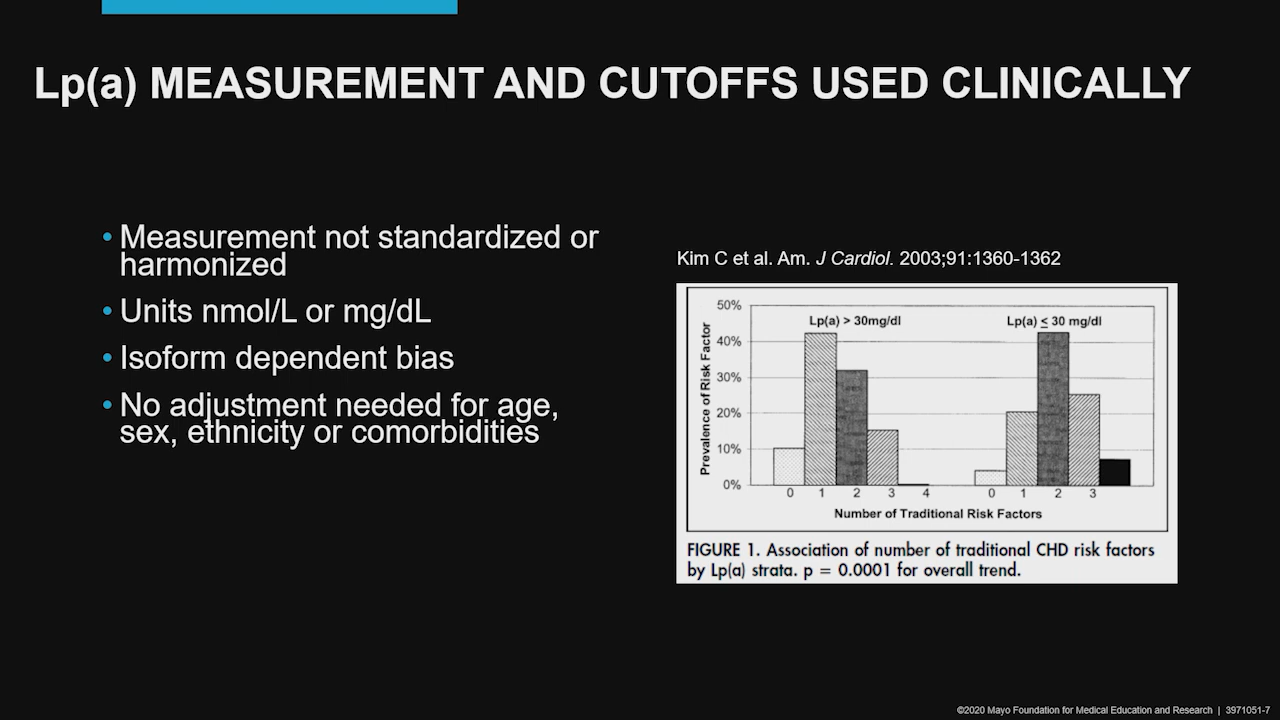 Lp(a) MEASUREMENT AND CUTOFFS USED CLINICALLY
• Measurement not standardized or
harmonized
• Units nmol/L or mg/dL
• Isoform dependent bias
• No adjustment needed for age,
sex, ethnicity or comorbidities
Kim C et al. Am. J Cardiol. 2003;91:1360-1362
Prevalence of Risk Factor
50%
40%
30%
20%
10%
0%
Lp(a) > 30mg/dl
Lp(a) ≤ 30 mg/dl
0 1 2 3 4 0 1 2 3
Number of Traditional Risk Factors
FIGURE 1. Association of number of traditional CHD risk factors
by Lp(a) strata. p = 0.0001 for overall trend.
©2020 Mayo Foundation for Medical Education and Research | 3971051-7